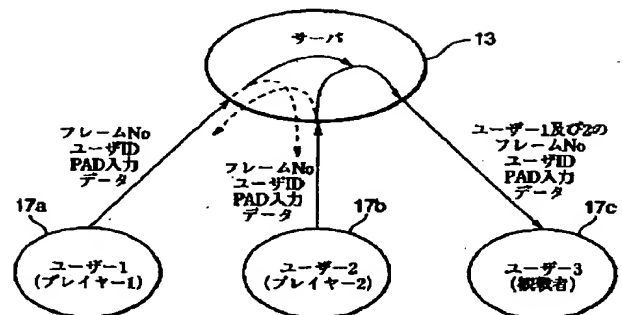 サーバ
13
フレームNo
ユーザID
PAD入力
データ
フレームNo
ユーザID
PAD入力
データ
ユーザー1及び2の
フレームNo
ユーザID
PAD入力
データ
17a
ユーザー1
(プレイヤー1)
17b
ユーザー2
(プレイヤー2)
17c
ユーザー3
(観戦者)